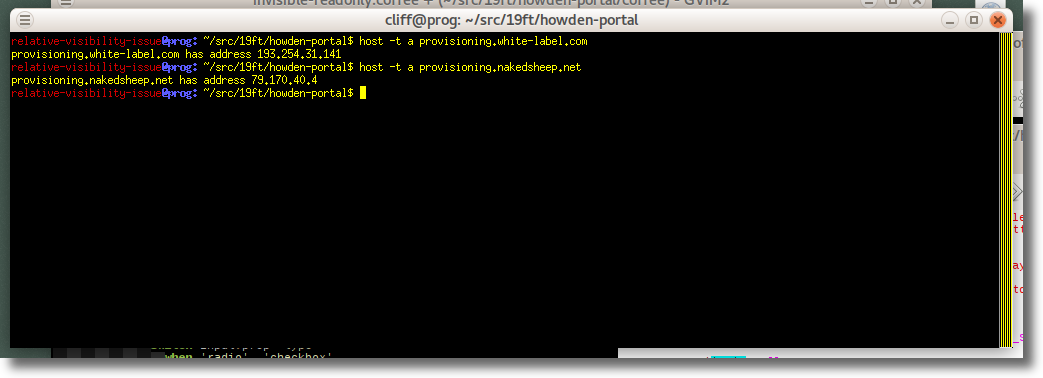 invisible-readonly.coffee + (~/src/19ft/howden-portal/coffee) - GVIM2
cliff@prog: ~/src/19ft/howden-portal
relative-visibility-issue@prog: ~/src/19ft/howden-portal$ host -t a provisioning.white-label.com
provisioning.white-label.com has address 193.254.31.141
relative-visibility-issue@prog: ~/src/19ft/howden-portal$ host -t a provisioning.nakedsheep.net
provisioning.nakedsheep.net has address 79.170.40.4
relative-visibility-issue@prog: ~/src/19ft/howden-portal$
when 'radio', 'checkbox'